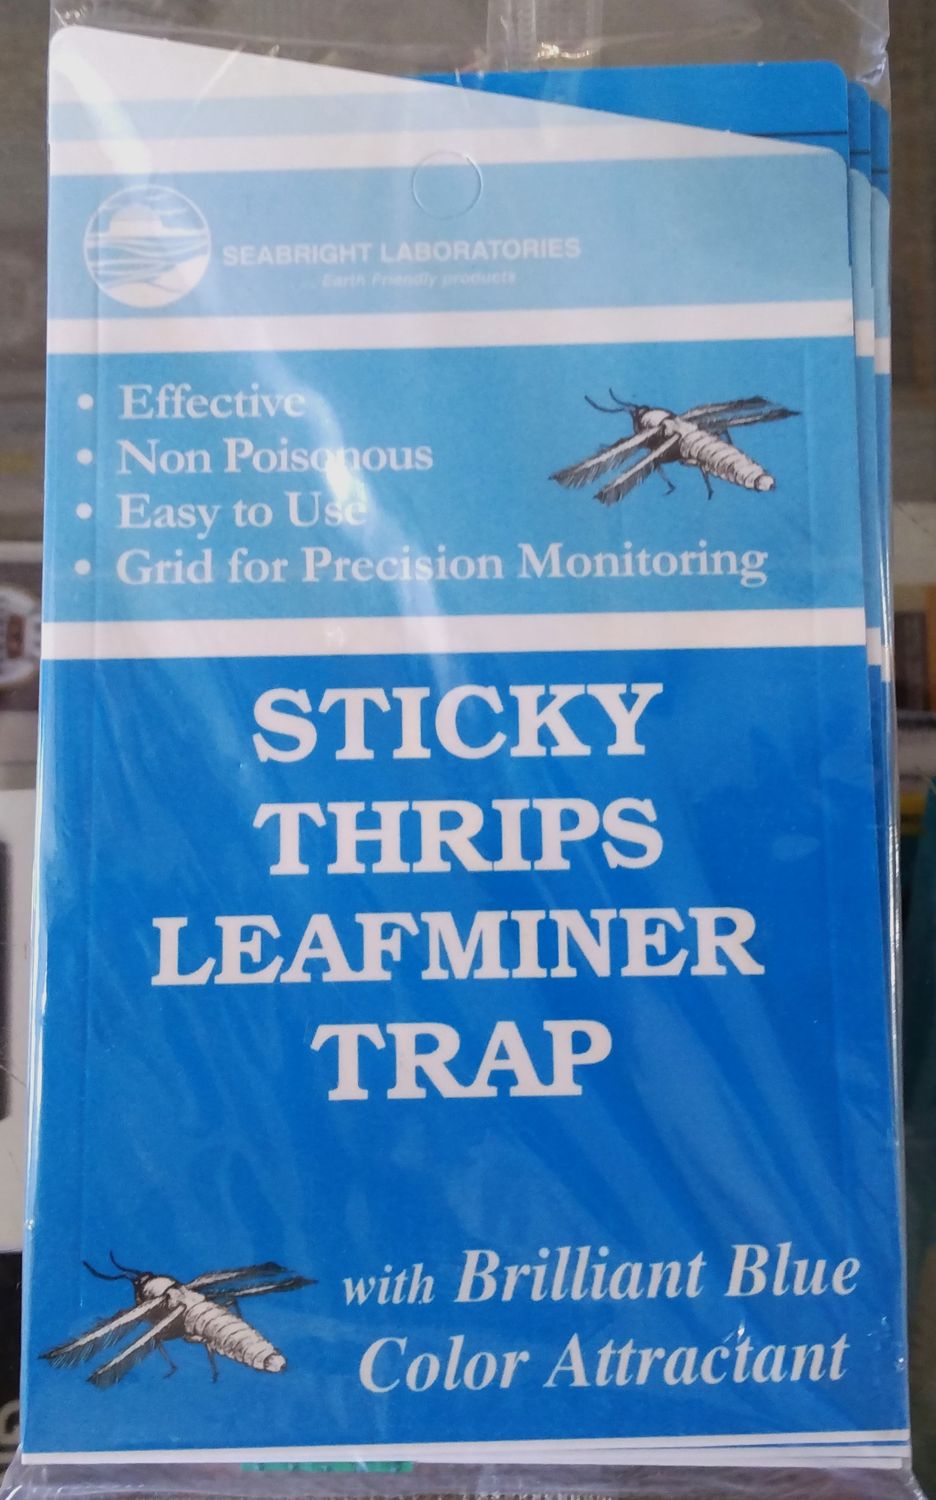 SEABRIGHT LABORATORIES
Earth Friendly products
• Effective
• Non Poisonous
• Easy to Use
• Grid for Precision Monitoring
STICKY
THRIPS
LEAFMINER
TRAP
with Brilliant Blue
Color Attractant